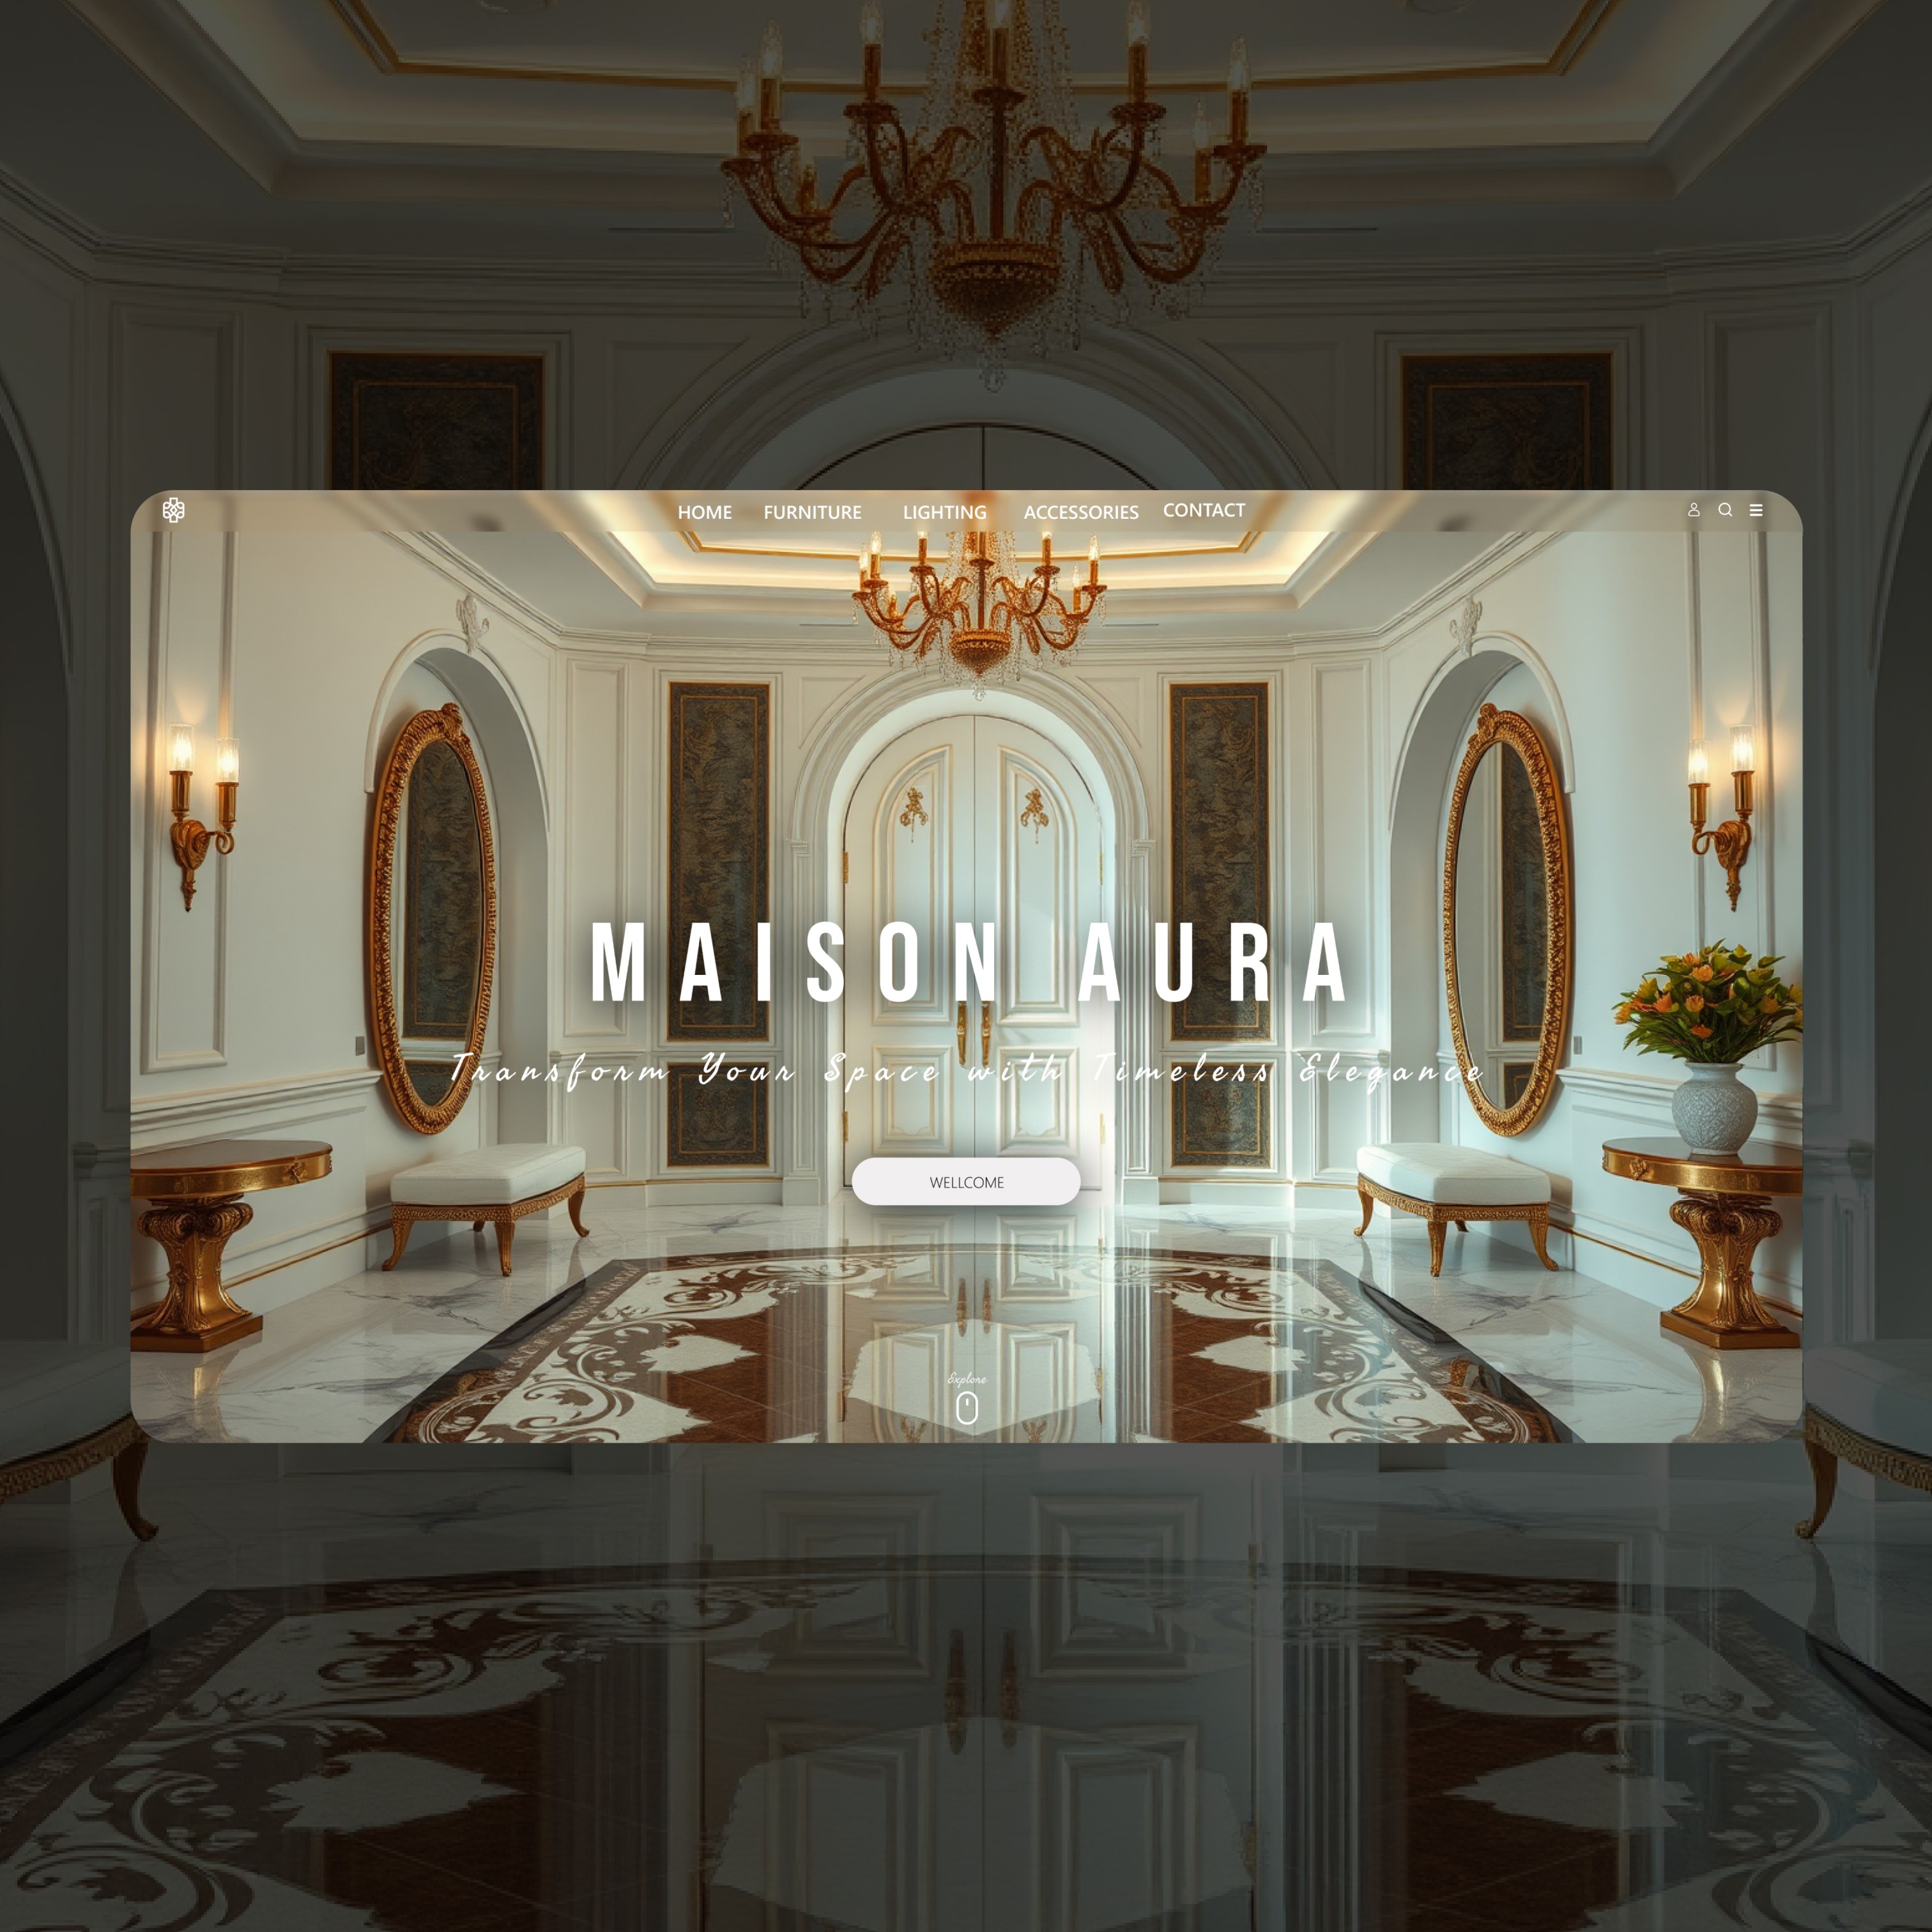 HOME FURNITURE LIGHTING ACCESSORIES CONTACT
MAISON AURA
Transform Your Space with Timeless Elegance
WELLCOME
Explore